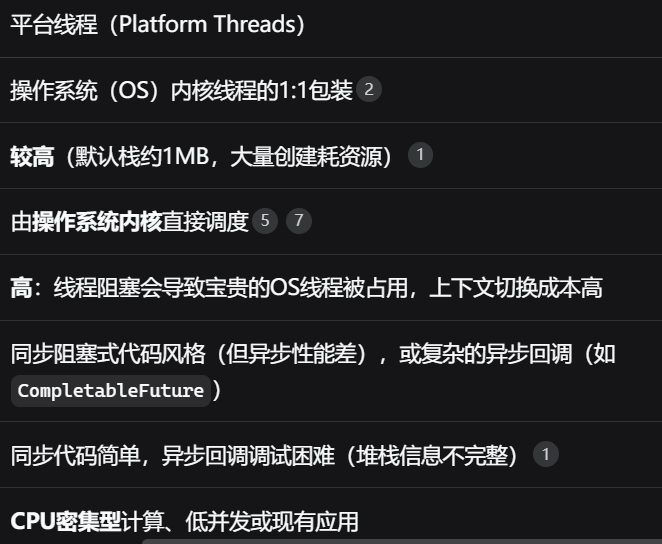 平台线程（Platform Threads）
操作系统（OS）内核线程的1:1包装 2
较高（默认栈约1MB，大量创建耗资源） 1
由操作系统内核直接调度 5 7
高：线程阻塞会导致宝贵的OS线程被占用，上下文切换成本高
同步阻塞式代码风格（但异步性能差），或复杂的异步回调（如
CompletableFuture）
同步代码简单，异步回调调试困难（堆栈信息不完整） 1
CPU密集型计算、低并发或现有应用